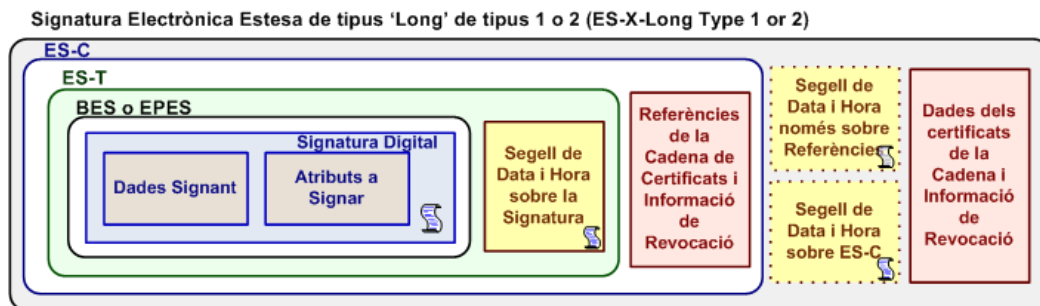 Signatura Electrònica Estesa de tipus ‘Long’ de tipus 1 o 2 (ES-X-Long Type 1 or 2)
ES-C
ES-T
BES o EPES
Signatura Digital
Dades Signant
Atributs a
Signar
Segell de
Data i Hora
sobre la
Signatura
Referències
de la
Cadena de
Certificats i
Informació
de
Revocació
Segell de
Data i Hora
només sobre
Referències
Segell de
Data i Hora
sobre ES-C
Dades dels
certificats
de la
Cadena i
Informació
de
Revocació